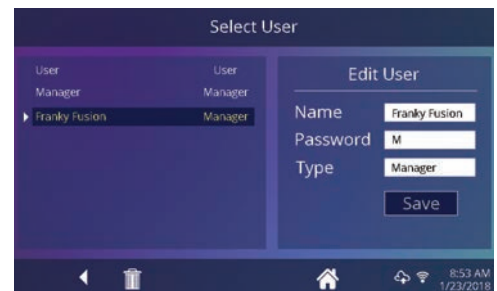 Select User
User User
Manager Manager
Franky Fusion Manager
Edit User
Name Franky Fusion
Password M
Type Manager
Save
8:53 AM
1/23/2018